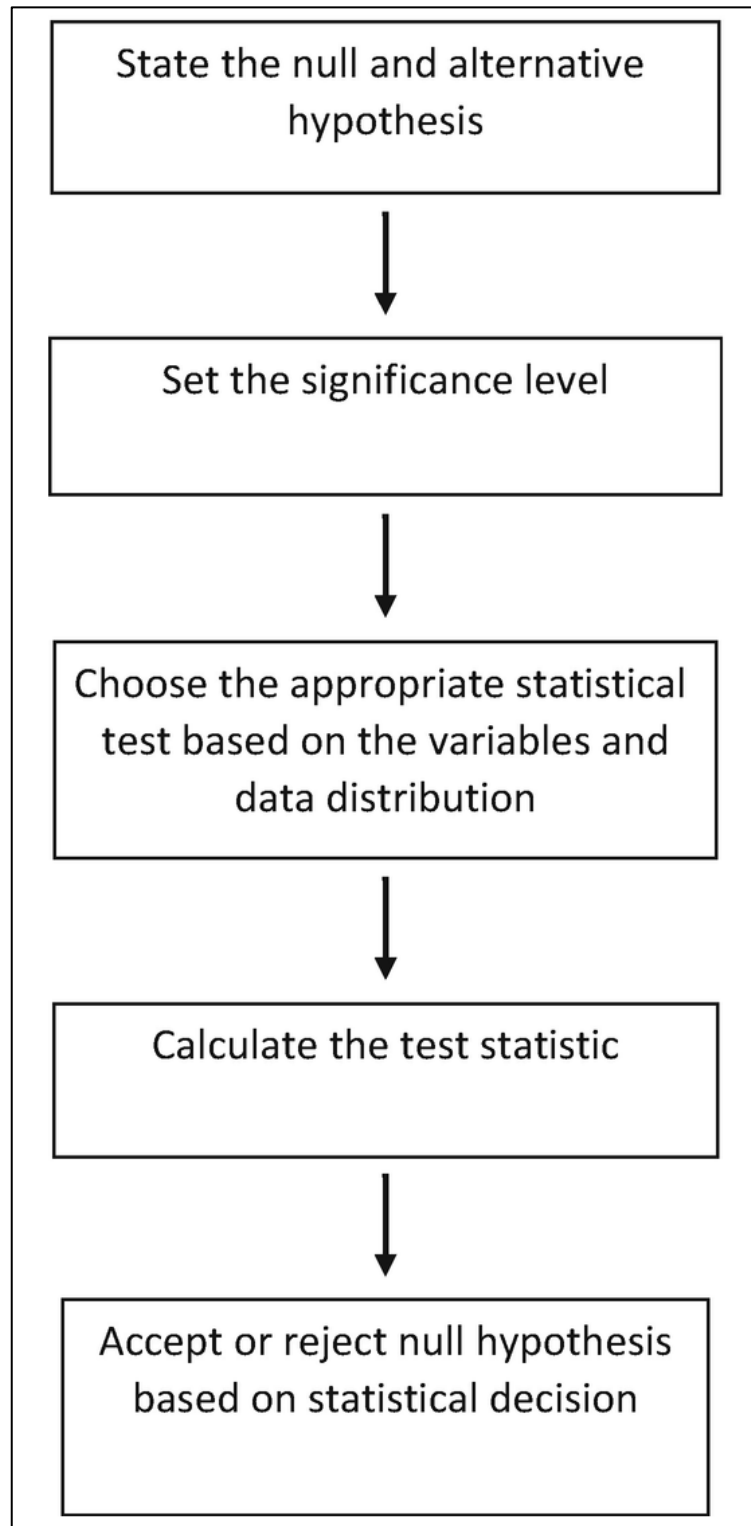 State the null and alternative
hypothesis
Set the significance level
Choose the appropriate statistical
test based on the variables and
data distribution
Calculate the test statistic
Accept or reject null hypothesis
based on statistical decision